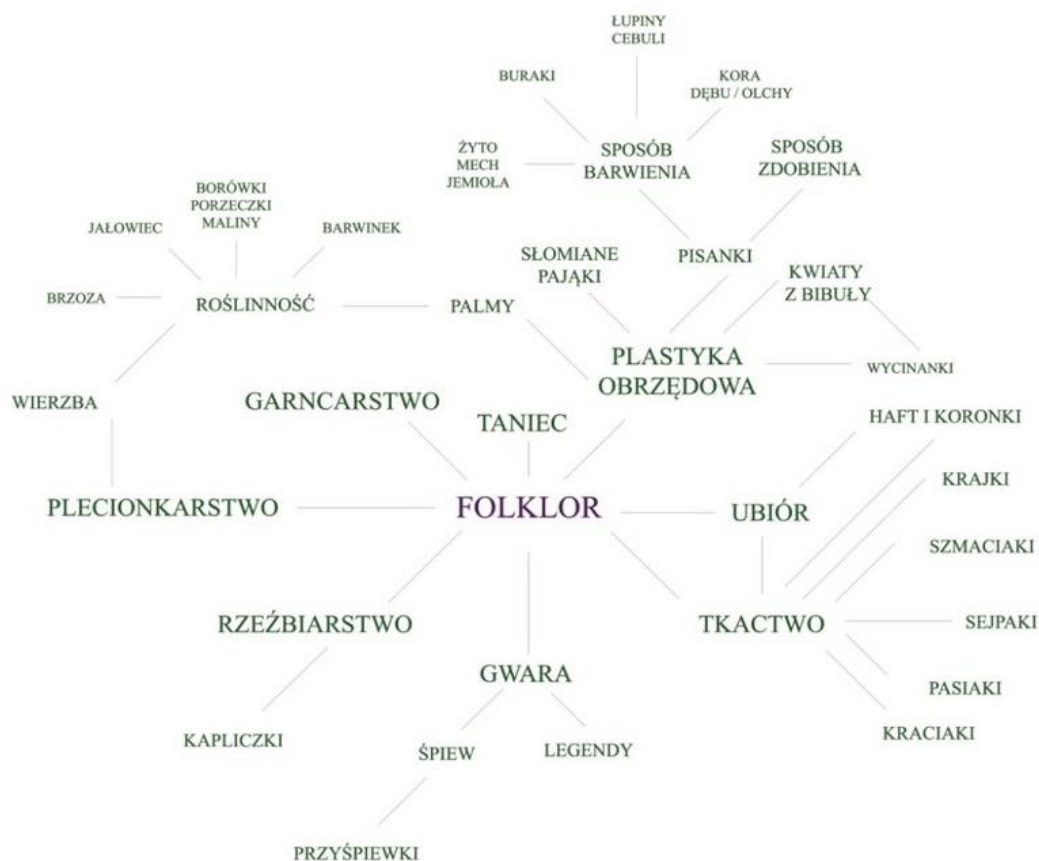 ŁUPINY
CEBULI
BURAKI
KORA
DĘBU / OLCHY
ŻYTO
MECH
JEMIOŁA
SPOSÓB
BARWIENIA
SPOSÓB
ZDOBIENIA
BORÓWKI
PORZECZKI
MALINY
JAŁOWIEC
BARWINEK
SŁOMIANE
PAJĄKI
PISANKI
KWIATY
Z BIBUŁY
BRZOZA
ROŚLINNOŚĆ
PALMY
PLASTYKA
OBRZĘDOWA
WYCINANKI
WIERZBA
GARNCARSTWO
TANIEC
HAFT I KORONKI
PLECIONKARSTWO
FOLKLOR
UBIÓR
KRAJKI
SZMACIAKI
RZEŹBIARSTWO
TKACTWO
SEJPAKI
GWARA
PASIAKI
KAPLICZKI
ŚPIEW
LEGENDY
KRACIAKI
PRZYŚPIEWKI